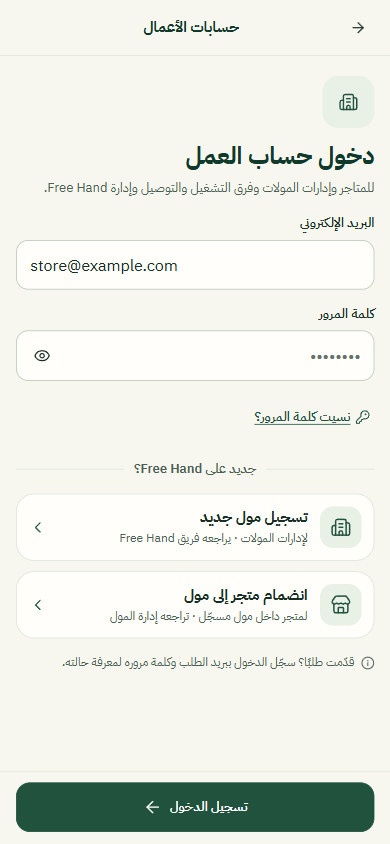 حسابات الأعمال
دخول حساب العمل
للمتاجر وإدارات المولات وفرق التشغيل والتوصيل وإدارة Free Hand.
البريد الإلكتروني
store@example.com
كلمة المرور
••••••••
نسيت كلمة المرور؟
جديد على Free Hand؟
تسجيل مول جديد
لإدارات المولات · يراجعه فريق Free Hand
انضمام متجر إلى مول
لمتجر داخل مول مسجّل · تراجعه إدارة المول
قدّمت طلبًا؟ سجّل الدخول ببريد الطلب وكلمة مروره لمعرفة حالته.
تسجيل الدخول